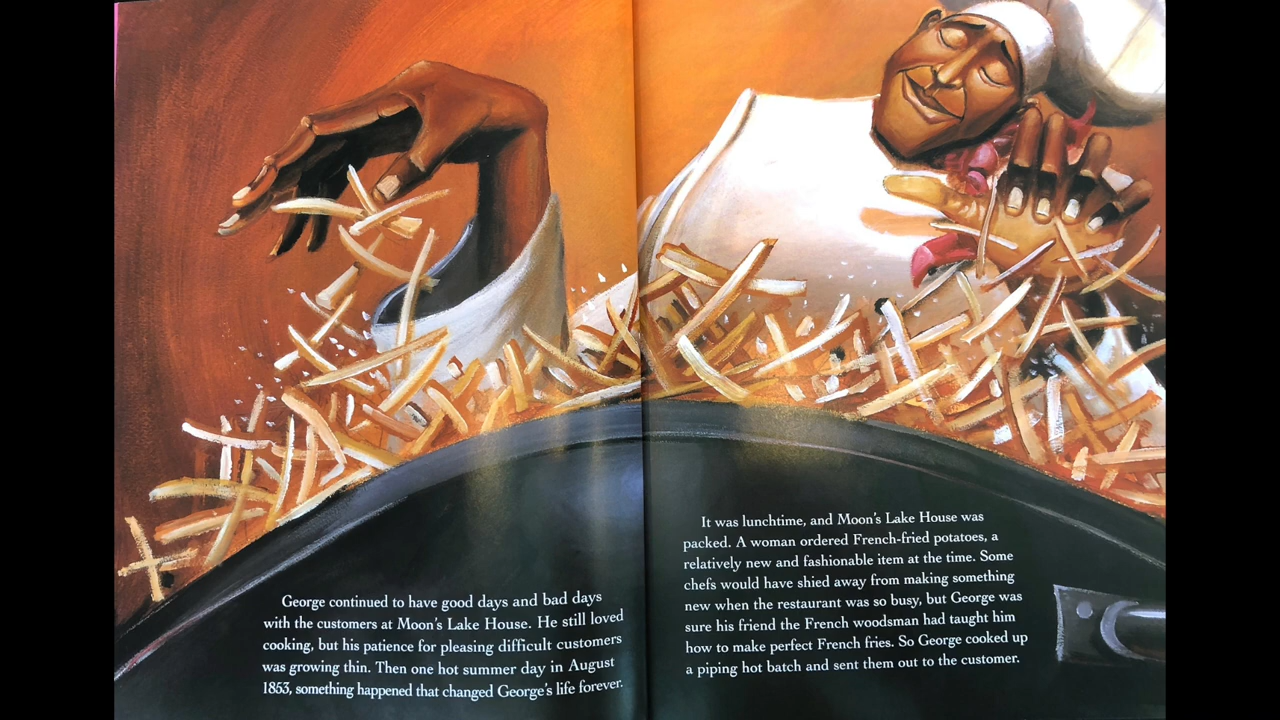 George continued to have good days and bad days
with the customers at Moon's Lake House. He still loved
cooking, but his patience for pleasing difficult customers
was growing thin. Then one hot summer day in August
1853, something happened that changed George's life forever.
It was lunchtime, and Moon's Lake House was
packed. A woman ordered French-fried potatoes, a
relatively new and fashionable item at the time. Some
chefs would have shied away from making something
new when the restaurant was so busy, but George was
sure his friend the French woodsman had taught him
how to make perfect French fries. So George cooked up
a piping hot batch and sent them out to the customer.